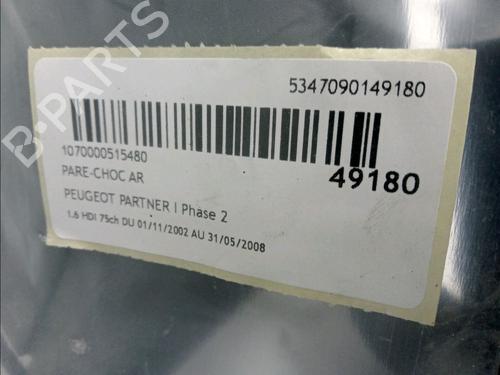 B-PARTS
5347090149180
1070000515480
49180
PARE-CHOC AR
PEUGEOT PARTNER I Phase 2
1.6 HDI 75ch DU 01/11/2002 AU 31/05/2008